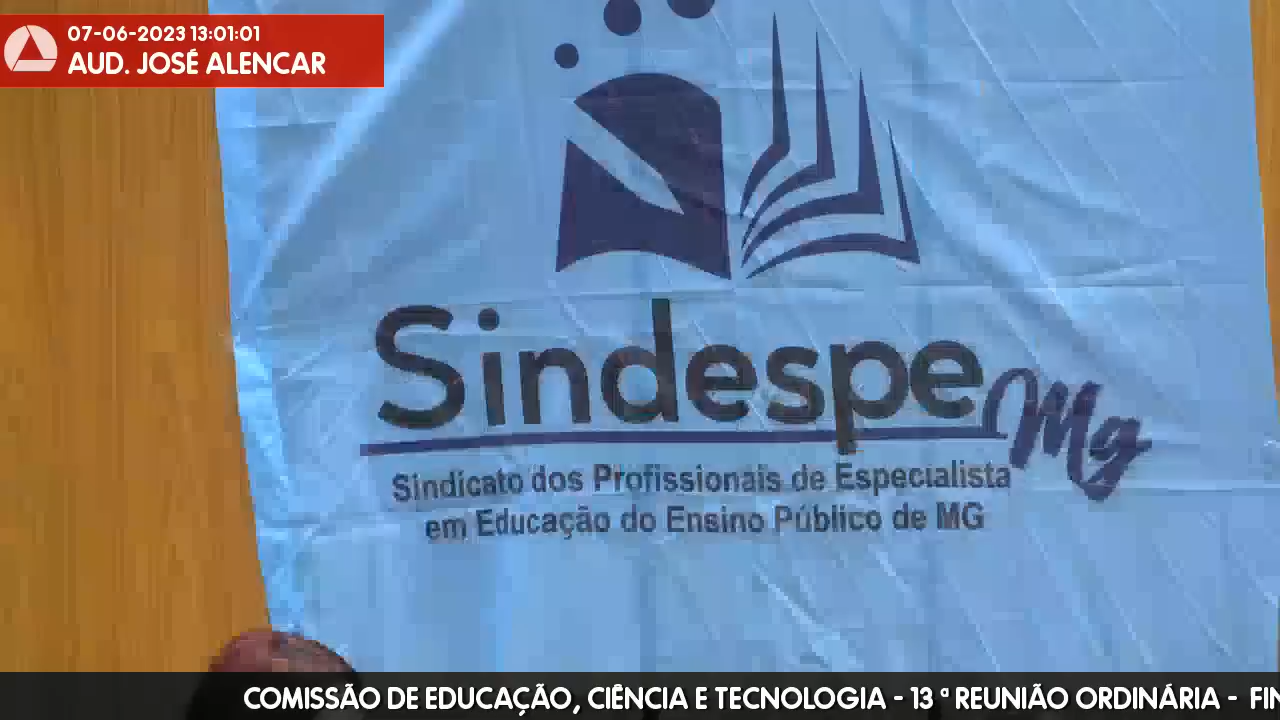 07-06-2023 13:01:01
AUD. JOSÉ ALENCAR
Sindespe
Mg
Sindicato dos Profissionais de Especialista
em Educação do Ensino Público de MG
COMISSÃO DE EDUCAÇÃO, CIÊNCIA E TECNOLOGIA - 13 ª REUNIÃO ORDINÁRIA -